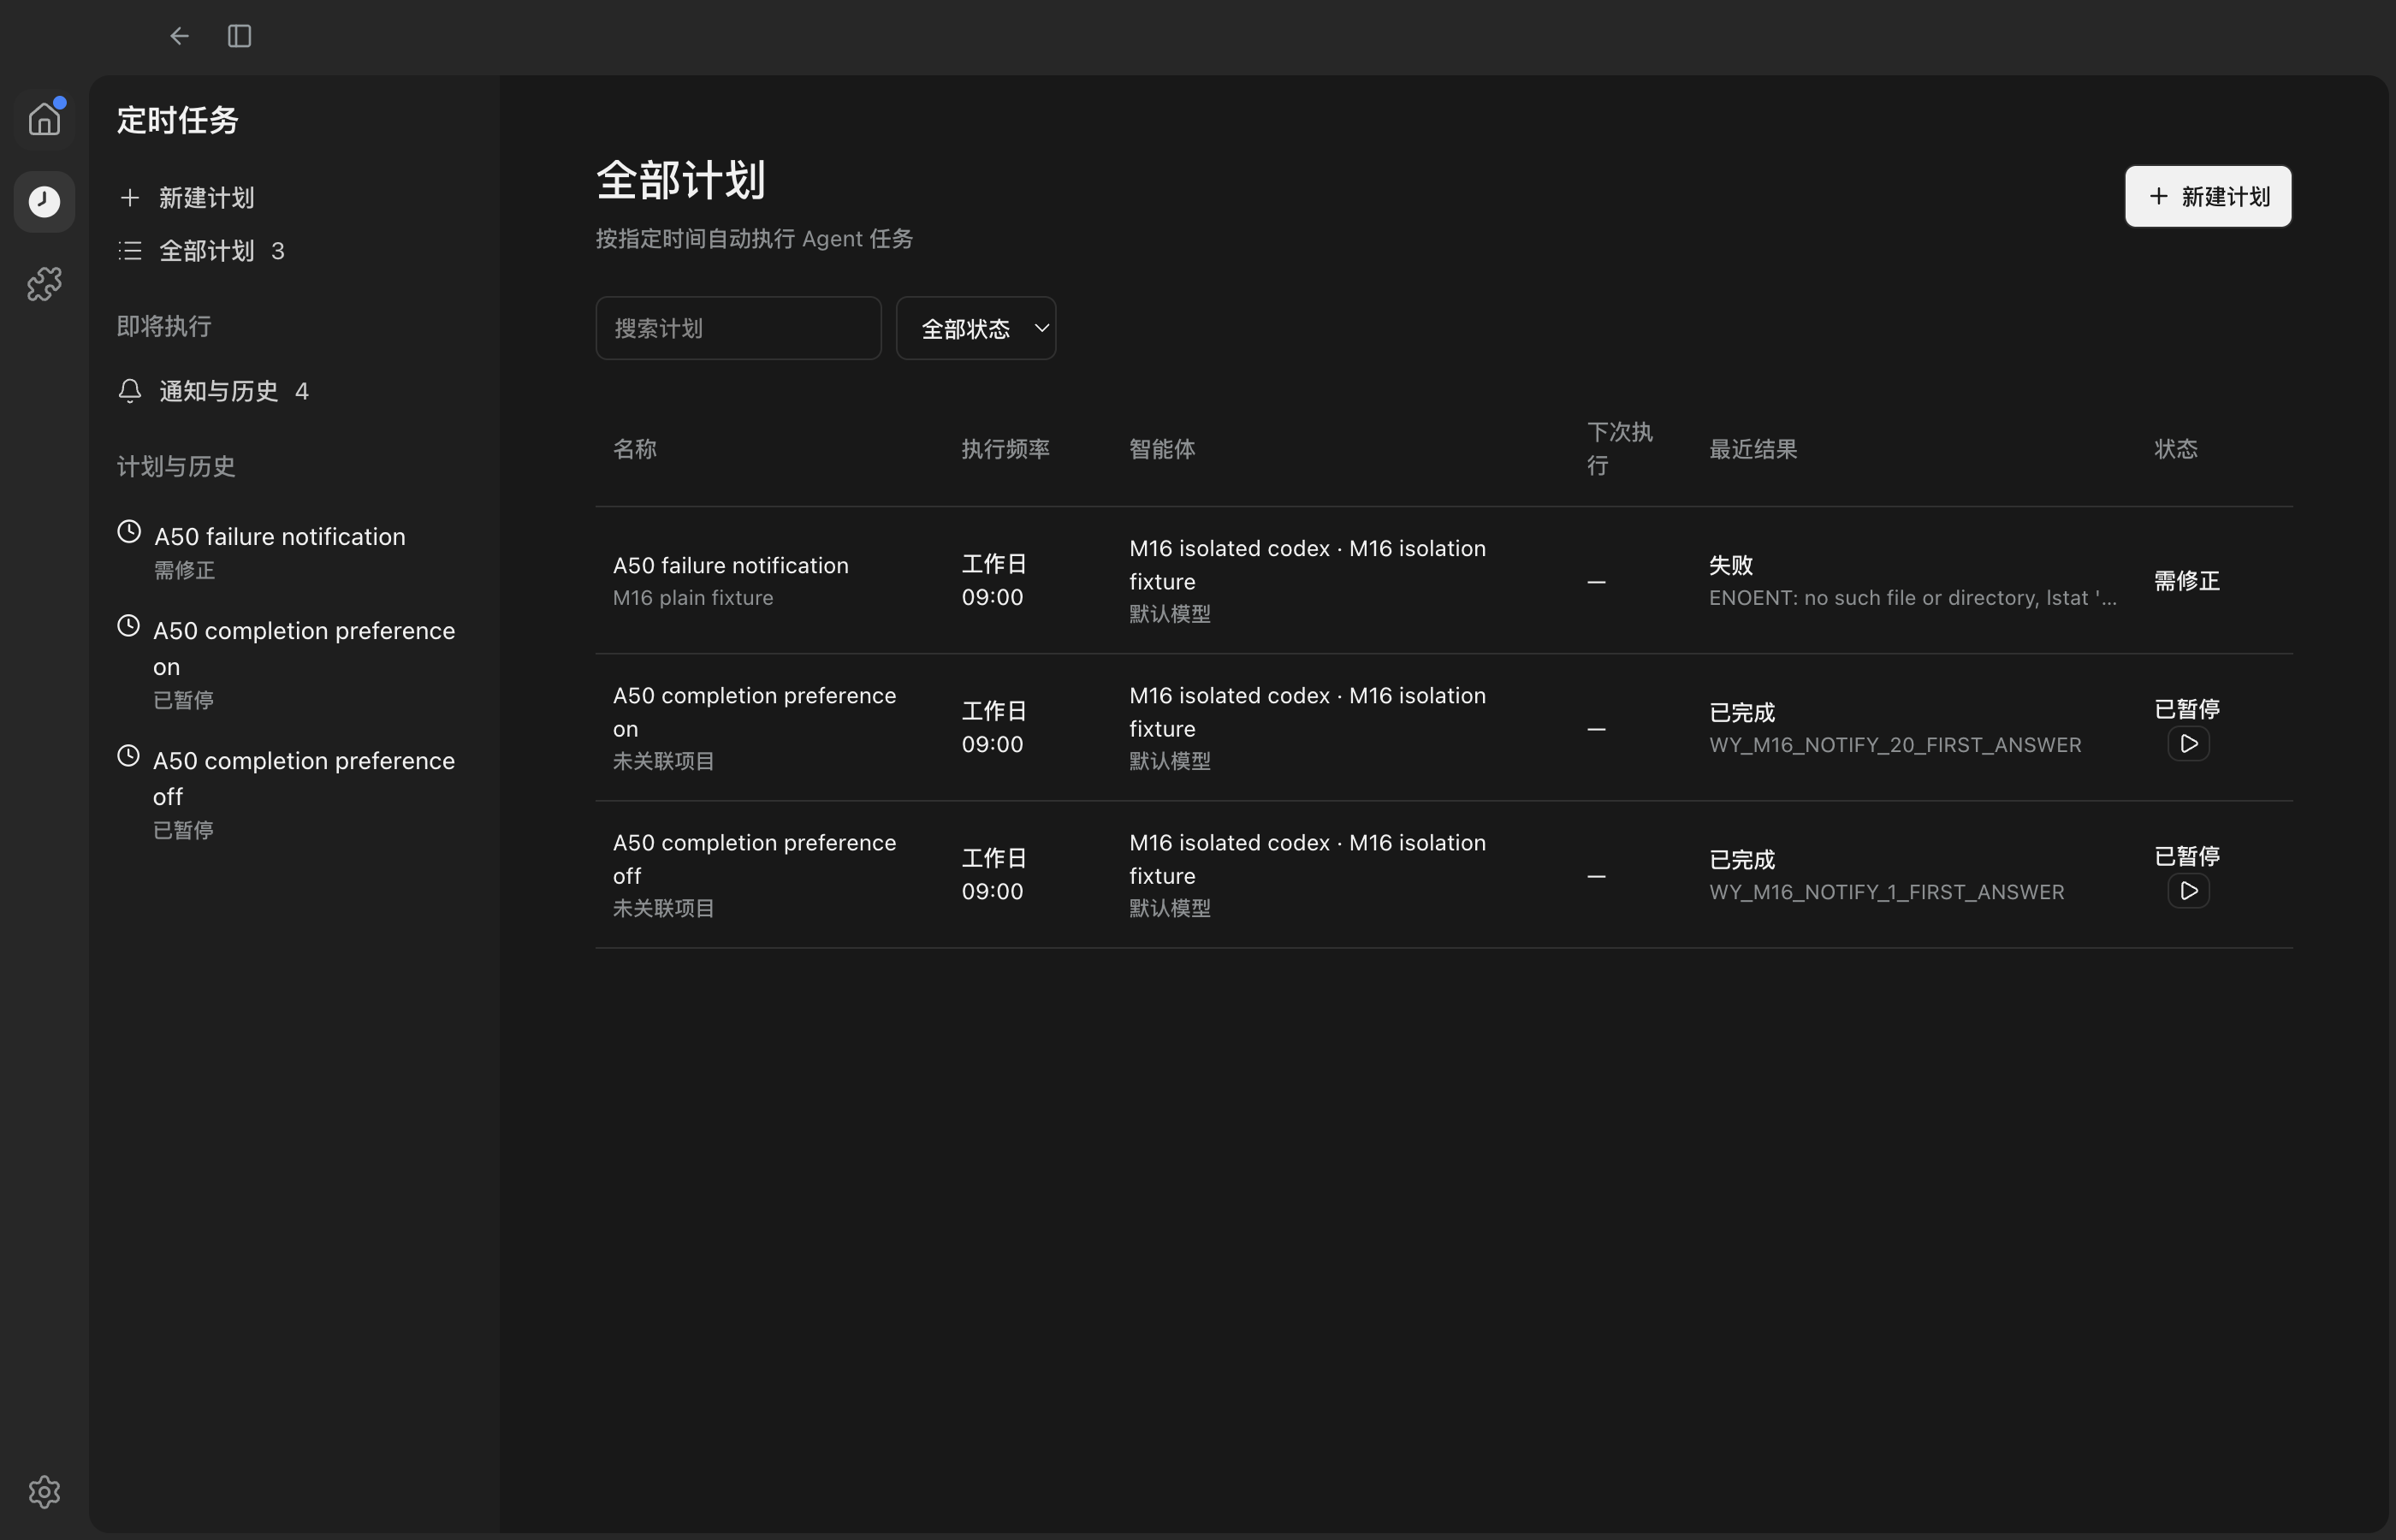 定时任务
新建计划
全部计划 3
即将执行
通知与历史 4
计划与历史
A50 failure notification
需修正
A50 completion preference
on
已暂停
A50 completion preference
off
已暂停
全部计划
按指定时间自动执行 Agent 任务
新建计划
搜索计划
全部状态
名称
执行频率
智能体
下次执
行
最近结果
状态
A50 failure notification
M16 plain fixture
工作日
09:00
M16 isolated codex · M16 isolation
fixture
默认模型
—
失败
ENOENT: no such file or directory, lstat '...
需修正
A50 completion preference
on
未关联项目
工作日
09:00
M16 isolated codex · M16 isolation
fixture
默认模型
—
已完成
WY_M16_NOTIFY_20_FIRST_ANSWER
已暂停
A50 completion preference
off
未关联项目
工作日
09:00
M16 isolated codex · M16 isolation
fixture
默认模型
—
已完成
WY_M16_NOTIFY_1_FIRST_ANSWER
已暂停